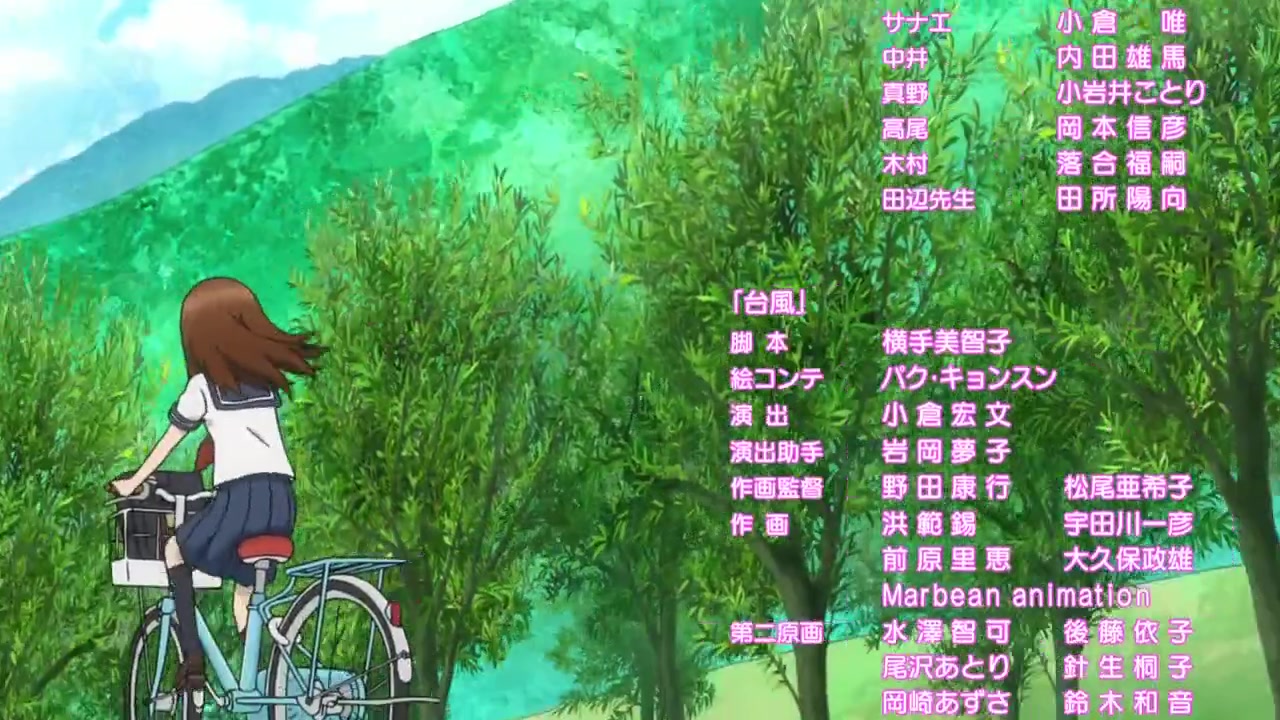 サナエ 小倉 唯
中井 内田雄馬
真野 小岩井ことり
高尾 岡本信彦
木村 落合福嗣
田辺先生 田所陽向
「台風」
脚本 横手美智子
絵コンテ パク・キョンスン
演出 小倉宏文
演出助手 岩岡夢子
作画監督 野田康行 松尾亜希子
作画 洪範錫 宇田川一彦
前原里恵 大久保政雄
Marbean animation
第二原画 水澤智可 後藤依子
尾沢あとり 針生桐子
岡崎あずさ 鈴木和音